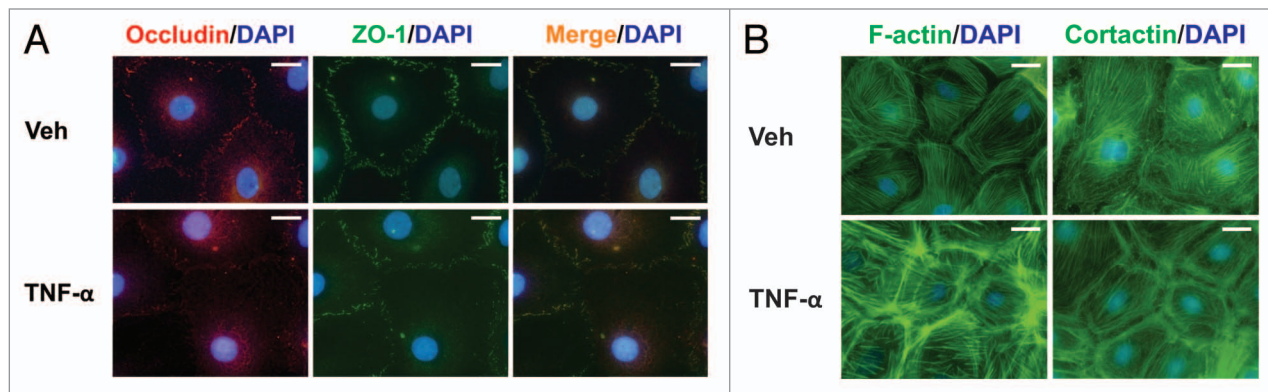 A
Occludin/DAPI
ZO-1/DAPI
Merge/DAPI
Veh
TNF-α
B
F-actin/DAPI
Cortactin/DAPI
Veh
TNF-α